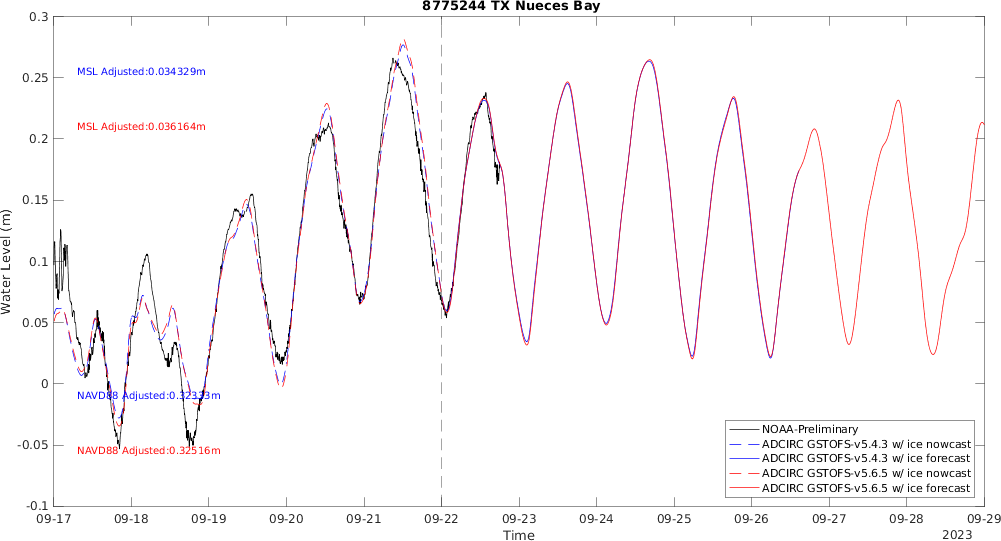 8775244 TX Nueces Bay
0.3
0.25
0.2
0.15
0.1
0.05
0
-0.05
-0.1
Water Level (m)
MSL Adjusted:0.034329m
MSL Adjusted:0.036164m
NAVD88 Adjusted:0.32333m
NAVD88 Adjusted:0.32516m
NOAA-Preliminary
ADCIRC GSTOFS-v5.4.3 w/ ice nowcast
ADCIRC GSTOFS-v5.4.3 w/ ice forecast
ADCIRC GSTOFS-v5.6.5 w/ ice nowcast
ADCIRC GSTOFS-v5.6.5 w/ ice forecast
09-17 09-18 09-19 09-20 09-21 09-22 09-23 09-24 09-25 09-26 09-27 09-28 09-29
Time
2023